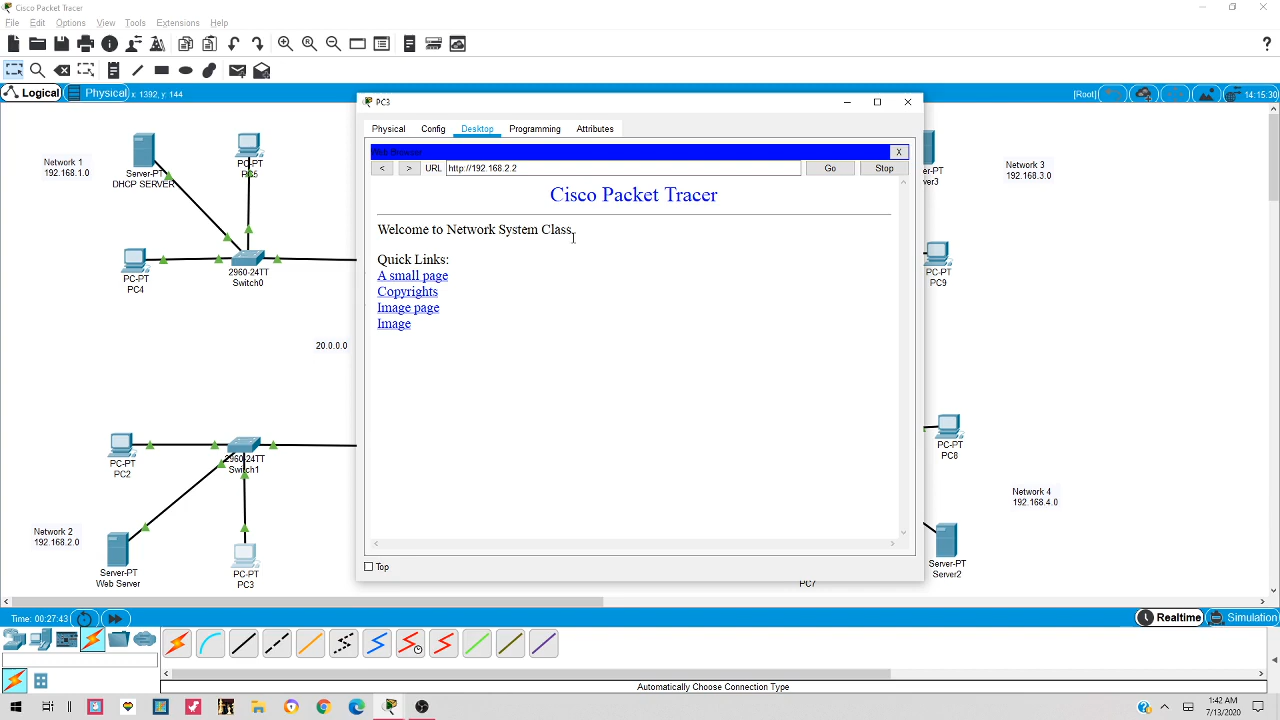 Cisco Packet Tracer
File Edit Options View Tools Extensions Help
Logical Physical x: 1392, y: 144
[Root] 14:15:30
PC3
Physical Config Desktop Programming Attributes
Web Browser
X
< > URL http://192.168.2.2 Go Stop
Cisco Packet Tracer
Welcome to Network System Class.
Quick Links:
A small page
Copyrights
Image page
Image
Top
Network 1
192.168.1.0
Server-PT
DHCP SERVER
PC-PT
PC5
PC-PT
PC4
2960-24TT
Switch0
20.0.0.0
PC-PT
PC2
2960-24TT
Switch1
Network 2
192.168.2.0
Server-PT
Web Server
PC-PT
PC3
er-PT
er3
Network 3
192.168.3.0
PC-PT
PC9
PC-PT
PC8
Network 4
192.168.4.0
Server-PT
Server2
PC7
Time: 00:27:43
Realtime Simulation
Automatically Choose Connection Type
1:42 AM
7/13/2020